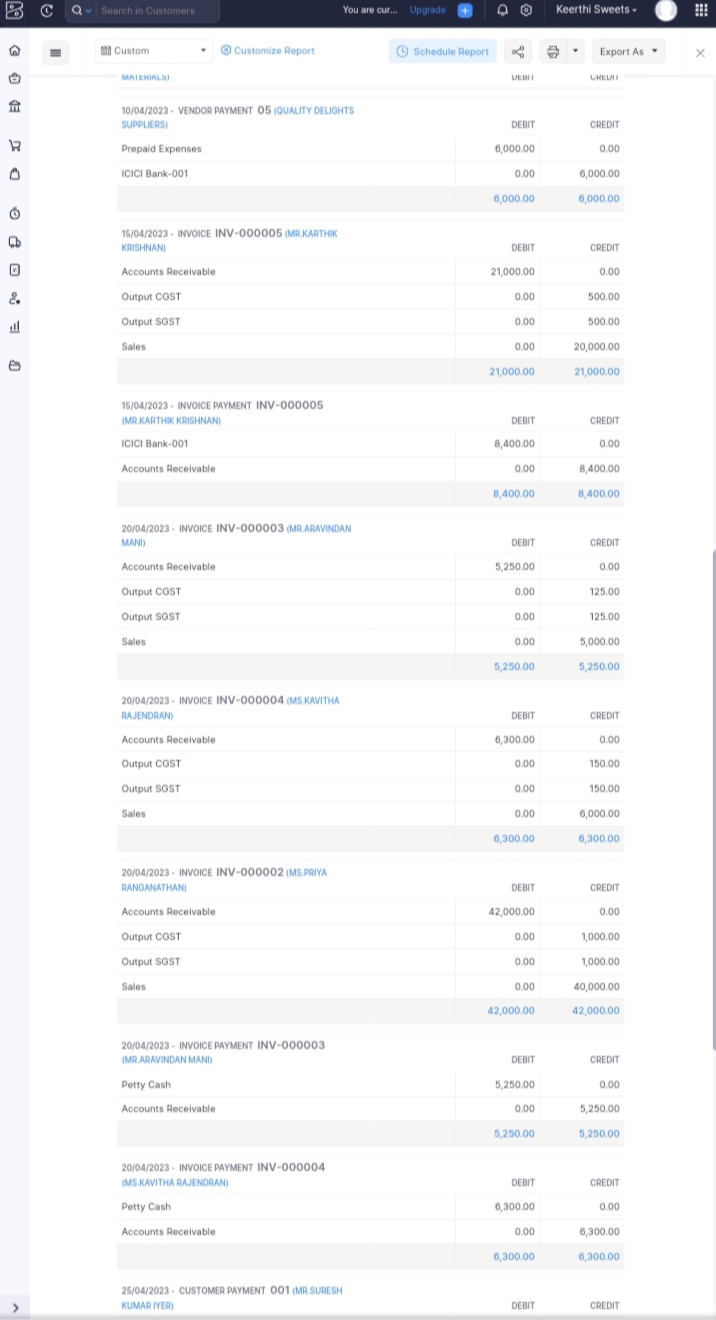 Search in Customers
You are cur... Upgrade
Keerthi Sweets
Custom
Customize Report
Schedule Report
Export As
MATERIALS) DEBIT CREDIT
10/04/2023 - VENDOR PAYMENT 05 (QUALITY DELIGHTS
SUPPLIERS) DEBIT CREDIT
Prepaid Expenses 6,000.00 0.00
ICICI Bank-001 0.00 6,000.00
6,000.00 6,000.00
15/04/2023 - INVOICE INV-000005 (MR.KARTHIK
KRISHNAN) DEBIT CREDIT
Accounts Receivable 21,000.00 0.00
Output CGST 0.00 500.00
Output SGST 0.00 500.00
Sales 0.00 20,000.00
21,000.00 21,000.00
15/04/2023 - INVOICE PAYMENT INV-000005
(MR.KARTHIK KRISHNAN) DEBIT CREDIT
ICICI Bank-001 8,400.00 0.00
Accounts Receivable 0.00 8,400.00
8,400.00 8,400.00
20/04/2023 - INVOICE INV-000003 (MR.ARAVINDAN
MANI) DEBIT CREDIT
Accounts Receivable 5,250.00 0.00
Output CGST 0.00 125.00
Output SGST 0.00 125.00
Sales 0.00 5,000.00
5,250.00 5,250.00
20/04/2023 - INVOICE INV-000004 (MS.KAVITHA
RAJENDRAN) DEBIT CREDIT
Accounts Receivable 6,300.00 0.00
Output CGST 0.00 150.00
Output SGST 0.00 150.00
Sales 0.00 6,000.00
6,300.00 6,300.00
20/04/2023 - INVOICE INV-000002 (MS.PRIYA
RANGANATHAN) DEBIT CREDIT
Accounts Receivable 42,000.00 0.00
Output CGST 0.00 1,000.00
Output SGST 0.00 1,000.00
Sales 0.00 40,000.00
42,000.00 42,000.00
20/04/2023 - INVOICE PAYMENT INV-000003
(MR.ARAVINDAN MANI) DEBIT CREDIT
Petty Cash 5,250.00 0.00
Accounts Receivable 0.00 5,250.00
5,250.00 5,250.00
20/04/2023 - INVOICE PAYMENT INV-000004
(MS.KAVITHA RAJENDRAN) DEBIT CREDIT
Petty Cash 6,300.00 0.00
Accounts Receivable 0.00 6,300.00
6,300.00 6,300.00
25/04/2023 - CUSTOMER PAYMENT 001 (MR.SURESH
KUMAR IYER) DEBIT CREDIT